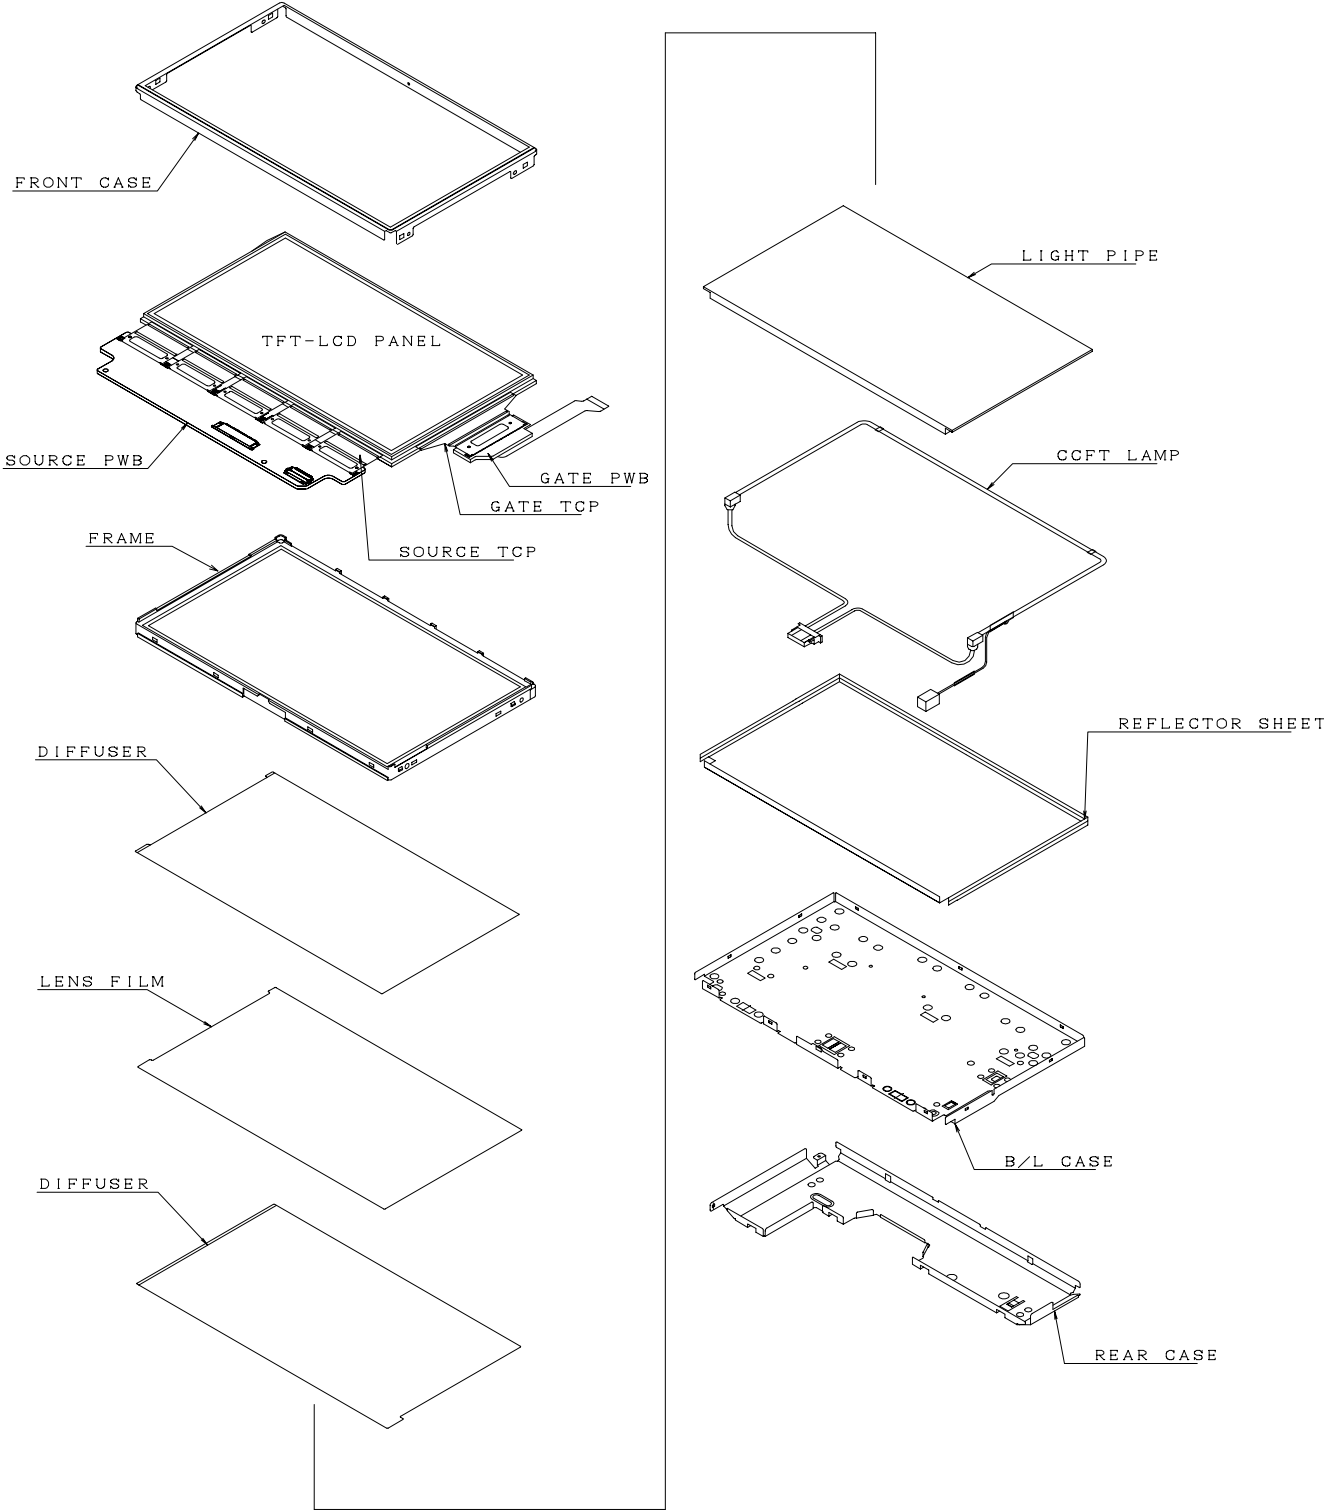 FRONT CASE
TFT-LCD PANEL
SOURCE PWB
GATE PWB
GATE TCP
SOURCE TCP
FRAME
DIFFUSER
LENS FILM
DIFFUSER
LIGHT PIPE
CCFT LAMP
REFLECTOR SHEET
B/L CASE
REAR CASE